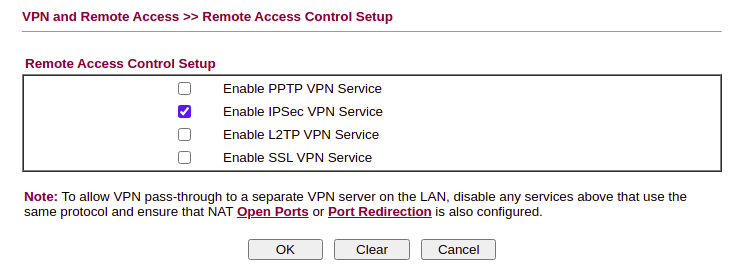 VPN and Remote Access >> Remote Access Control Setup
Remote Access Control Setup
Enable PPTP VPN Service
Enable IPSec VPN Service
Enable L2TP VPN Service
Enable SSL VPN Service
Note: To allow VPN pass-through to a separate VPN server on the LAN, disable any services above that use the
same protocol and ensure that NAT Open Ports or Port Redirection is also configured.
OK Clear Cancel